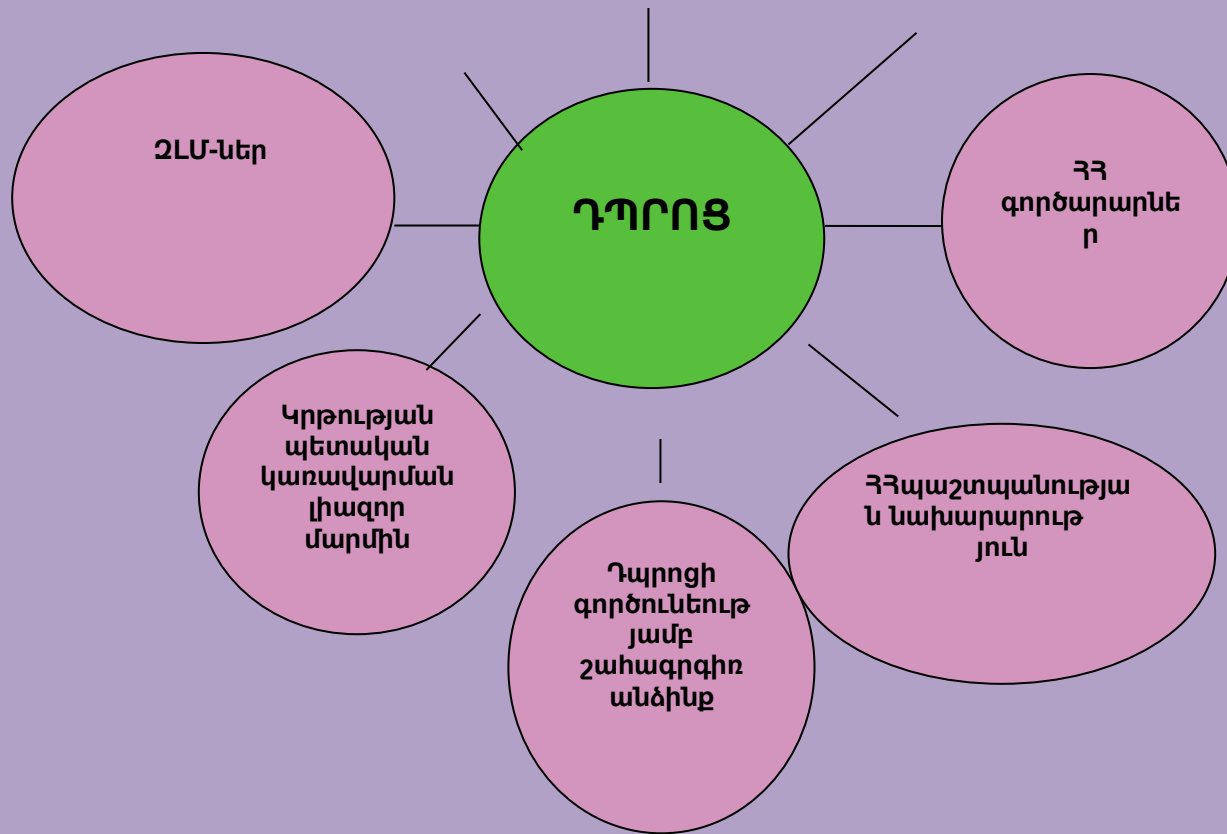 ԶԼՄ-ներ
ԴՊՐՈՑ
ՀՀ
գործարարնե
ր
Կրթության
պետական
կառավարման
լիազոր
մարմին
ՀՀպաշտպանությա
ն նախարարութ
յուն
Դպրոցի
գործունեութ
յամբ
շահագրգիռ
անձինք